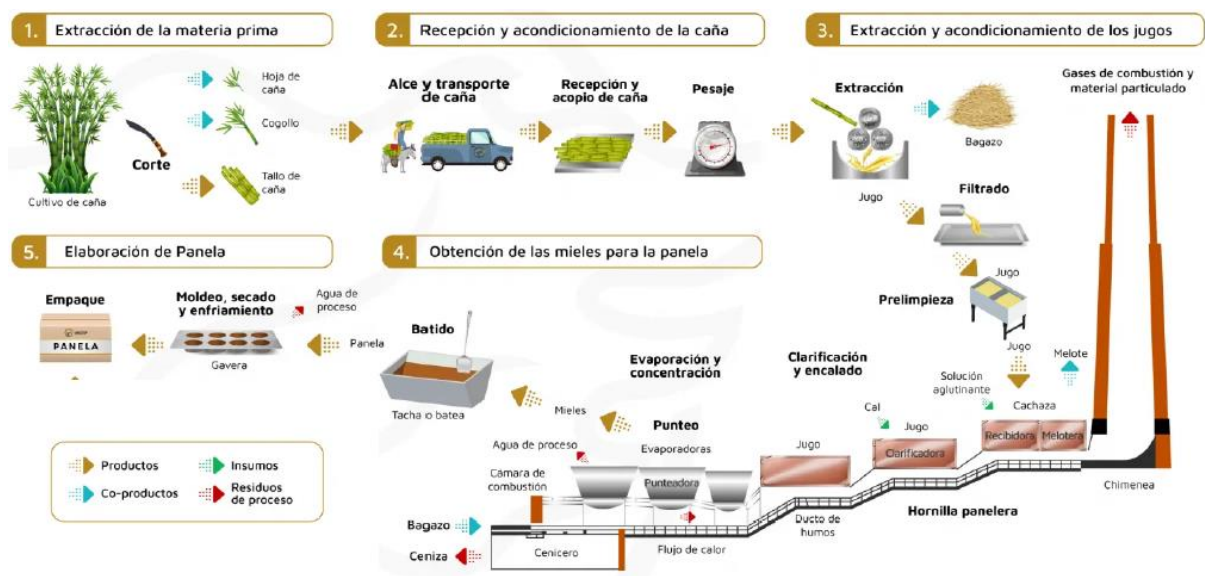 1. Extracción de la materia prima
Hoja de
caña
Cogollo
Corte
Tallo de
caña
Cultivo de caña
2. Recepción y acondicionamiento de la caña
Alce y transporte
de caña
Recepción y
acopio de caña
Pesaje
3. Extracción y acondicionamiento de los jugos
Gases de combustión y
material particulado
Extracción
Bagazo
Jugo
Filtrado
Jugo
Prelimpieza
Jugo
Melote
Solución
aglutinante
Cachaza
Recibidora
Melotera
Chimenea
4. Obtención de las mieles para la panela
Clarificación
y encalado
Cal
Jugo
Clarificadora
Jugo
Evaporación y
concentración
Punteo
Agua de proceso
Evaporadoras
Punteadora
Cámara de
combustión
Mieles
Batido
Tacha o batea
Bagazo
Ceniza
Cenicero
Flujo de calor
Ducto de
humos
Hornilla panelera
5. Elaboración de Panela
Empaque
PANELA
Moldeo, secado
y enfriamiento
Agua de
proceso
Panela
Gavera
Productos
Insumos
Co-productos
Residuos
de proceso